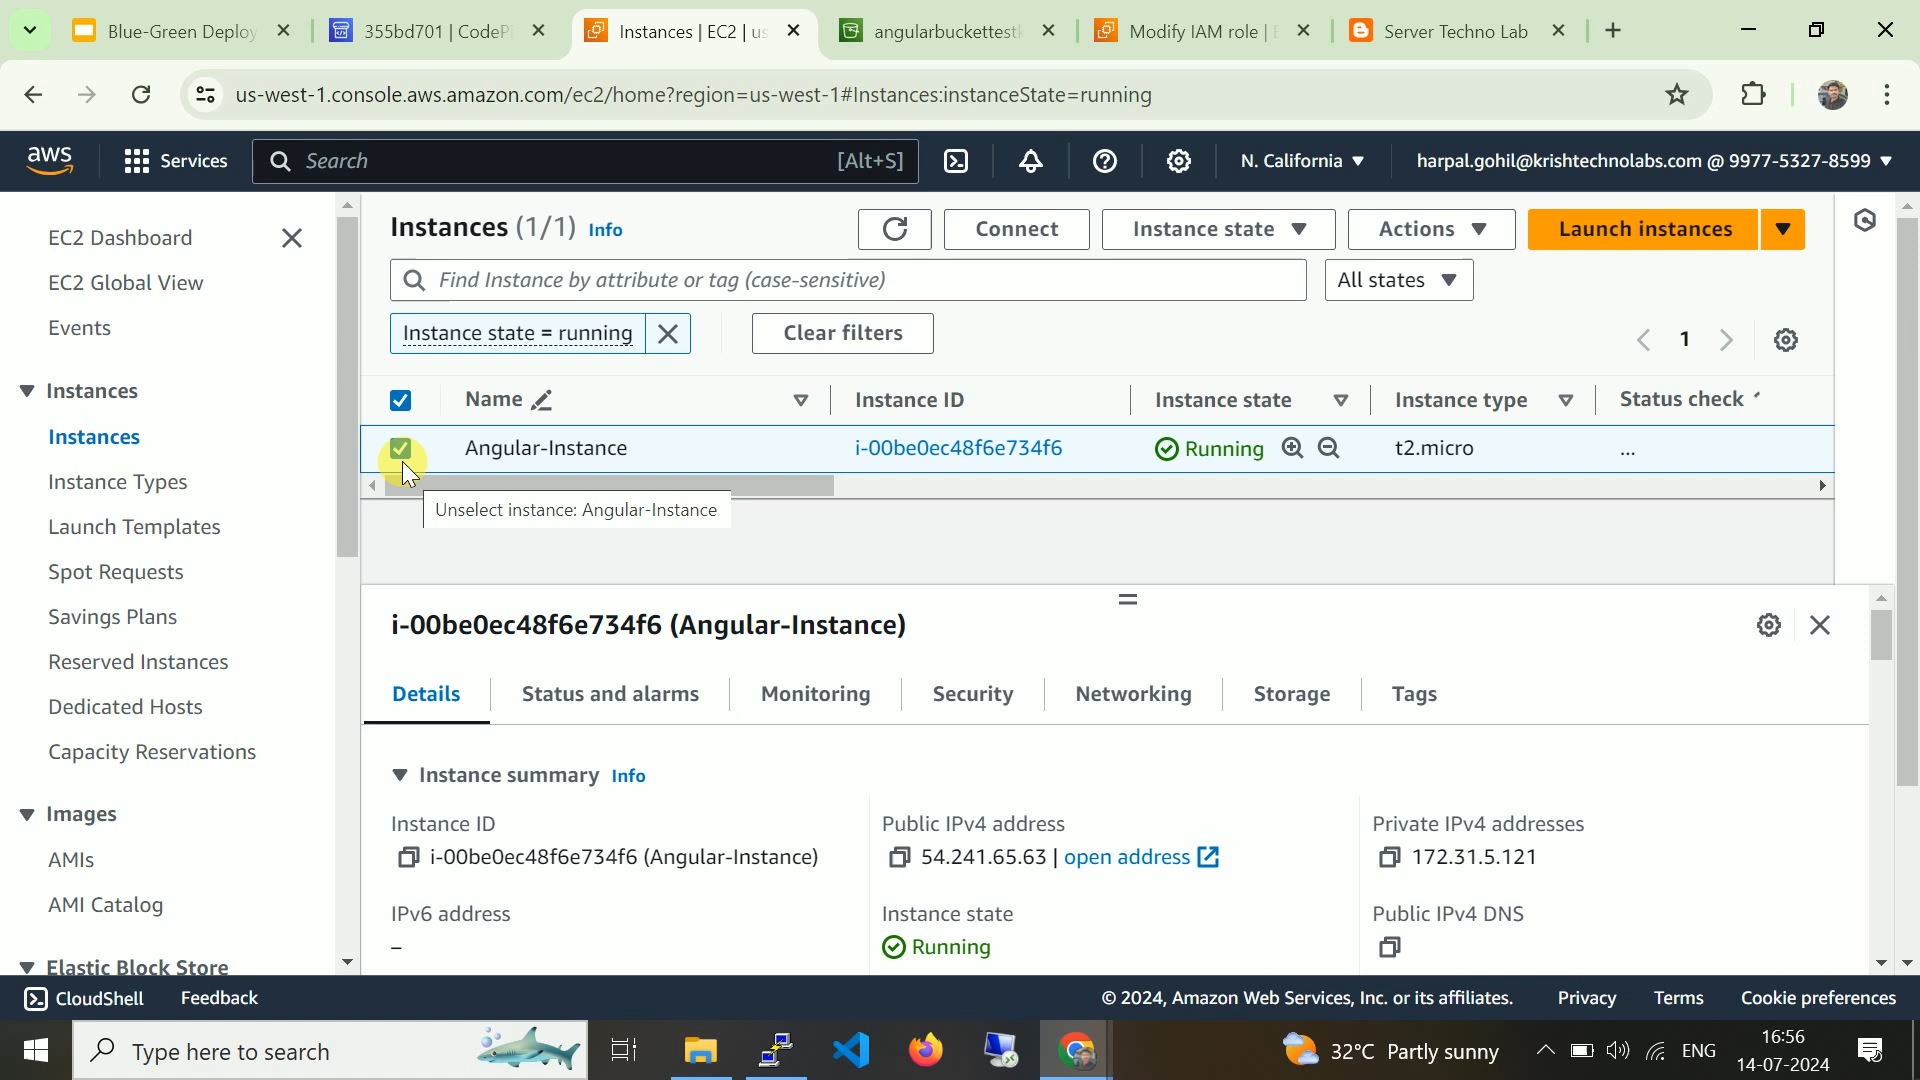 Blue-Green Deploy
355bd701 | CodeP
Instances | EC2 | us
angularbuckettest
Modify IAM role |
Server Techno Lab
us-west-1.console.aws.amazon.com/ec2/home?region=us-west-1#Instances:instanceState=running
aws
Services
Search
[Alt+S]
N. California
harpal.gohil@krishtechnolabs.com @ 9977-5327-8599
EC2 Dashboard
EC2 Global View
Events
Instances
Instances
Instance Types
Launch Templates
Spot Requests
Savings Plans
Reserved Instances
Dedicated Hosts
Capacity Reservations
Images
AMIs
AMI Catalog
Elastic Block Store
Instances (1/1) Info
Connect
Instance state
Actions
Launch instances
Find Instance by attribute or tag (case-sensitive)
All states
Instance state = running
Clear filters
1
Name
Instance ID
Instance state
Instance type
Status check
Angular-Instance
i-00be0ec48f6e734f6
Running
t2.micro
...
Unselect instance: Angular-Instance
i-00be0ec48f6e734f6 (Angular-Instance)
Details
Status and alarms
Monitoring
Security
Networking
Storage
Tags
Instance summary Info
Instance ID
i-00be0ec48f6e734f6 (Angular-Instance)
Public IPv4 address
54.241.65.63 | open address
Private IPv4 addresses
172.31.5.121
IPv6 address
–
Instance state
Running
Public IPv4 DNS
CloudShell
Feedback
© 2024, Amazon Web Services, Inc. or its affiliates.
Privacy
Terms
Cookie preferences
Type here to search
32°C Partly sunny
ENG
16:56
14-07-2024